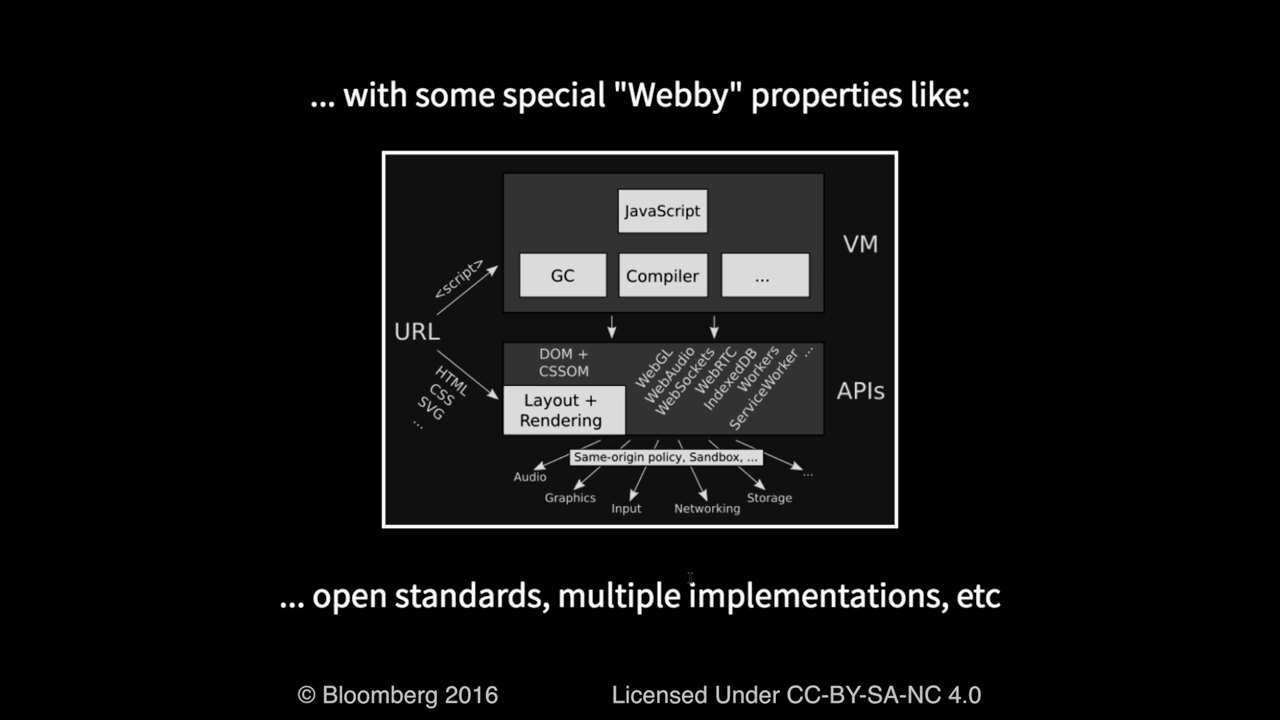 ... with some special "Webby" properties like:
JavaScript
GC
Compiler
...
VM
<script>
URL
HTML
CSS
SVG
...
DOM +
CSSOM
Layout +
Rendering
WebGL
WebAudio
WebSockets
WebRTC
IndexedDB
Workers
ServiceWorker
...
APIs
Same-origin policy, Sandbox, ...
Audio
Graphics
Input
Networking
Storage
...
... open standards, multiple implementations, etc
© Bloomberg 2016
Licensed Under CC-BY-SA-NC 4.0